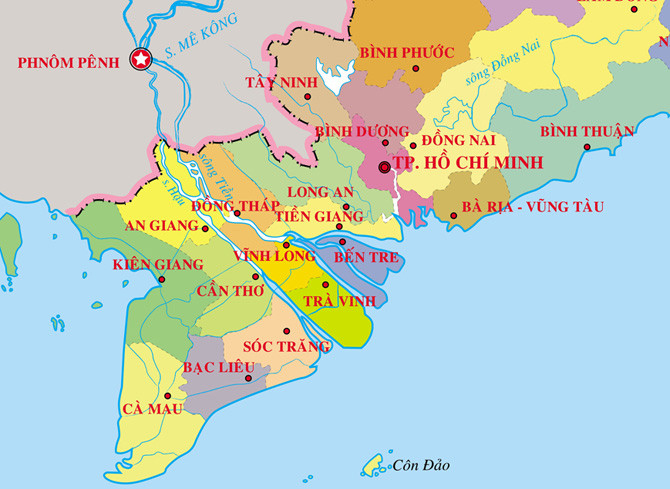 LÂM ĐỒNG
S. MÊ KÔNG
BÌNH PHƯỚC
PHNÔM PÊNH
sông Đồng Nai
TÂY NINH
BÌNH DƯƠNG
ĐỒNG NAI
BÌNH THUẬN
TP. HỒ CHÍ MINH
sông Tiền
s. Hậu
LONG AN
ĐỒNG THÁP
TIỀN GIANG
BÀ RỊA - VŨNG TÀU
AN GIANG
VĨNH LONG
BẾN TRE
KIÊN GIANG
CẦN THƠ
TRÀ VINH
SÓC TRĂNG
BẠC LIÊU
CÀ MAU
Côn Đảo